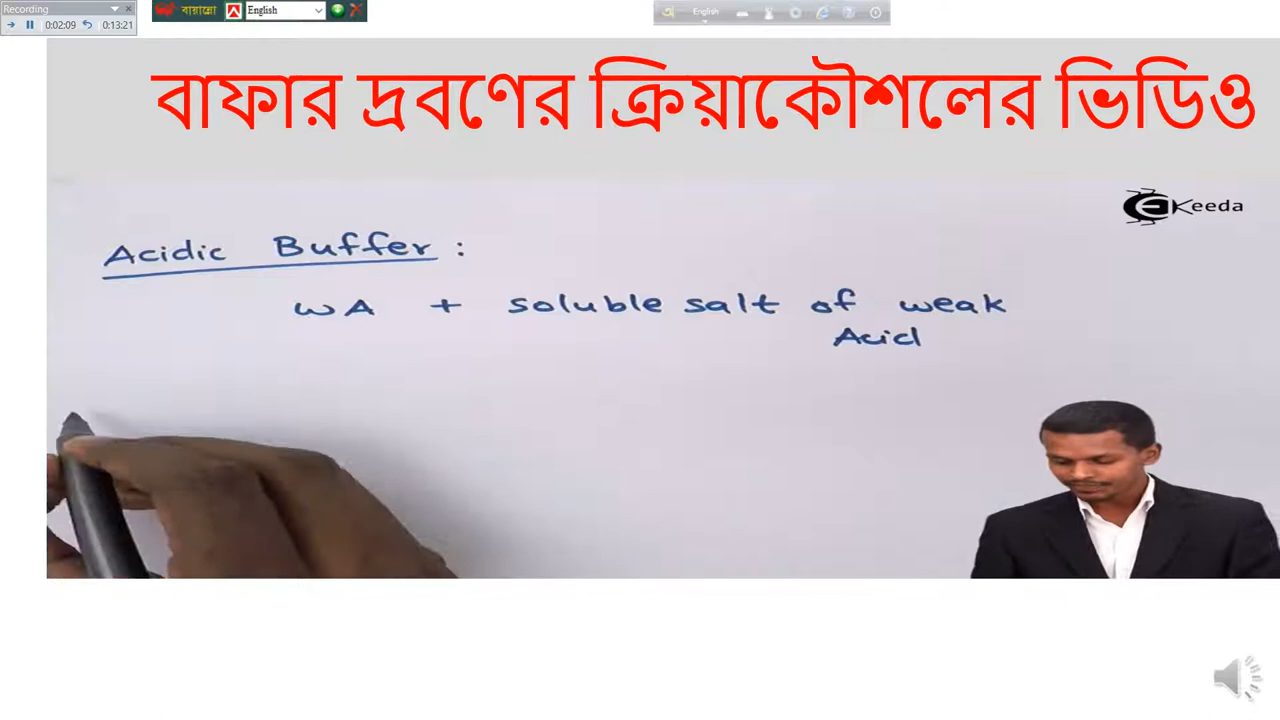 Recording
0:02:09
0:13:21
বায়ান্নো
English
English
বাফার দ্রবণের ক্রিয়াকৌশলের ভিডিও
Keeda
Acidic Buffer :
WA + soluble salt of weak
Acid